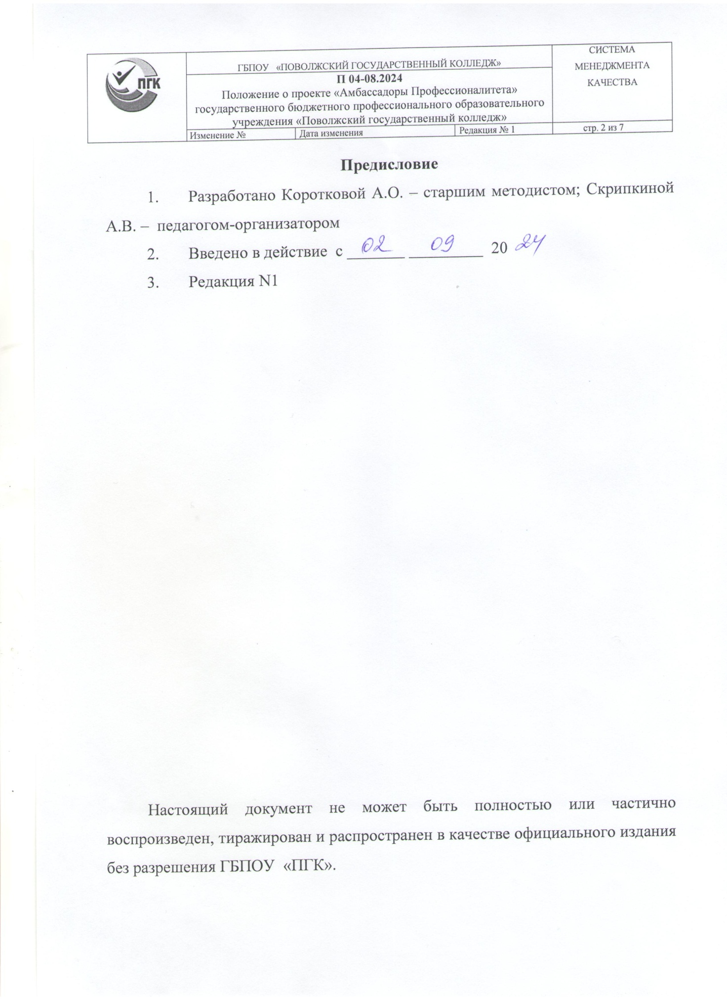 ПГК
ГБПОУ «ПОВОЛЖСКИЙ ГОСУДАРСТВЕННЫЙ КОЛЛЕДЖ»
П 04-08.2024
Положение о проекте «Амбассадоры Профессионалитета»
государственного бюджетного профессионального образовательного
учреждения «Поволжский государственный колледж»
СИСТЕМА
МЕНЕДЖМЕНТА
КАЧЕСТВА
Изменение № Дата изменения Редакция № 1 стр. 2 из 7
Предисловие
1. Разработано Коротковой А.О. – старшим методистом; Скрипкиной
А.В. – педагогом-организатором
2. Введено в действие с 02 09 20 24
3. Редакция N1
Настоящий документ не может быть полностью или частично
воспроизведен, тиражирован и распространен в качестве официального издания
без разрешения ГБПОУ «ПГК».